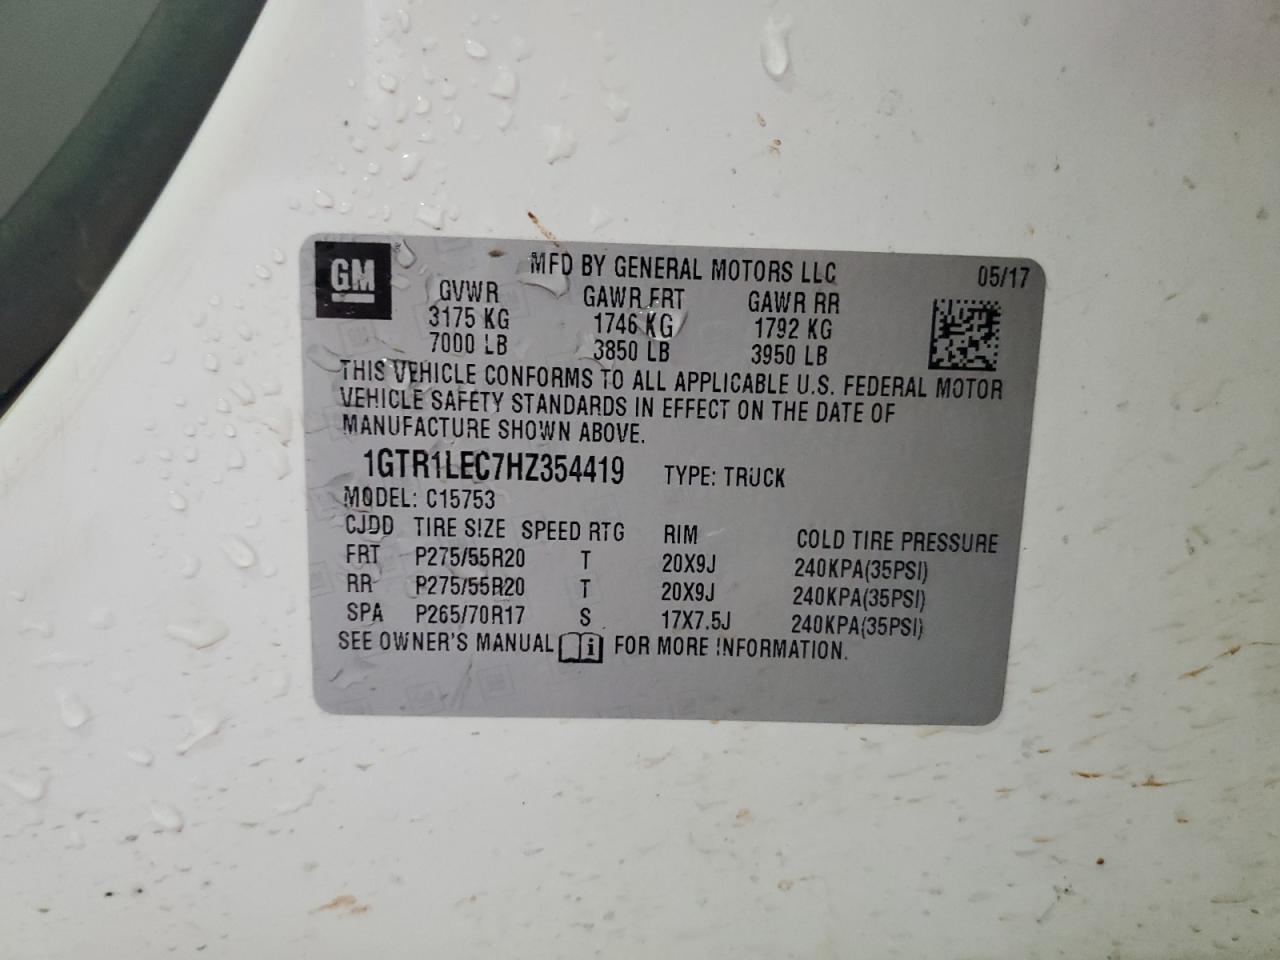 GM
MFD BY GENERAL MOTORS LLC 05/17
GVWR GAWR FRT GAWR RR
3175 KG 1746 KG 1792 KG
7000 LB 3850 LB 3950 LB
THIS VEHICLE CONFORMS TO ALL APPLICABLE U.S. FEDERAL MOTOR
VEHICLE SAFETY STANDARDS IN EFFECT ON THE DATE OF
MANUFACTURE SHOWN ABOVE.
1GTR1LEC7HZ354419 TYPE: TRUCK
MODEL: C15753
CJDD TIRE SIZE SPEED RTG RIM COLD TIRE PRESSURE
FRT P275/55R20 T 20X9J 240KPA(35PSI)
RR P275/55R20 T 20X9J 240KPA(35PSI)
SPA P265/70R17 S 17X7.5J 240KPA(35PSI)
SEE OWNER'S MANUAL i FOR MORE INFORMATION.